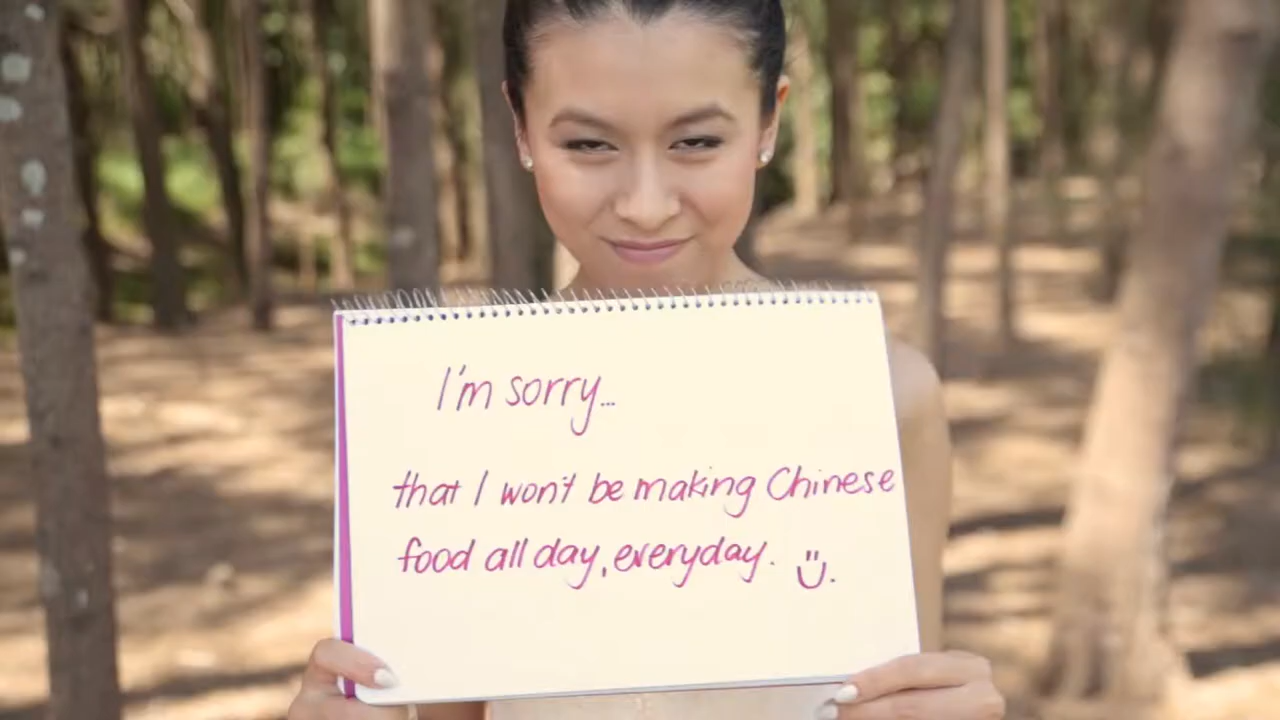 I'm sorry...
that I won't be making Chinese
food all day, everyday. Ü.